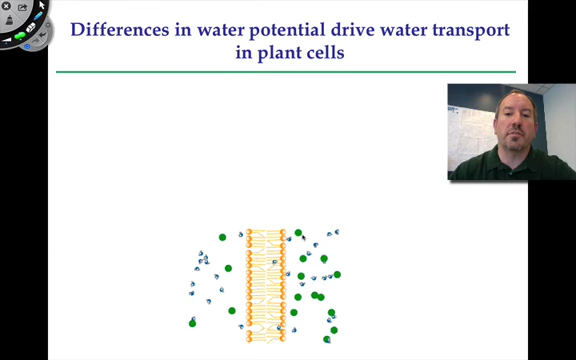 Differences in water potential drive water transport
in plant cells